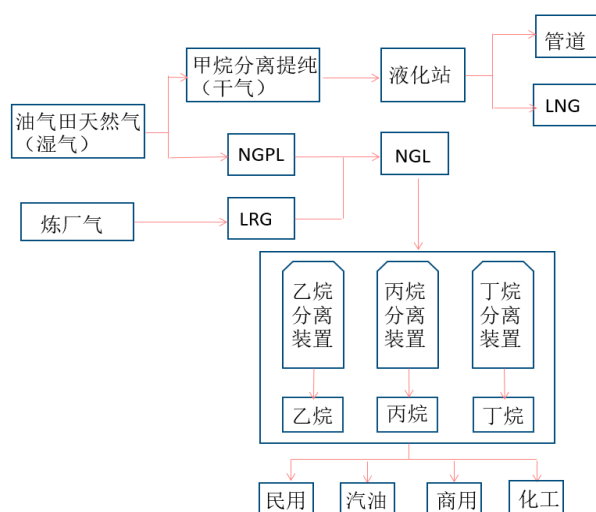 管道
甲烷分离提纯
（干气）
液化站
LNG
油气田天然气
（湿气）
NGPL
NGL
炼厂气
LRG
乙烷
分离
装置
丙烷
分离
装置
丁烷
分离
装置
乙烷
丙烷
丁烷
民用
汽油
商用
化工